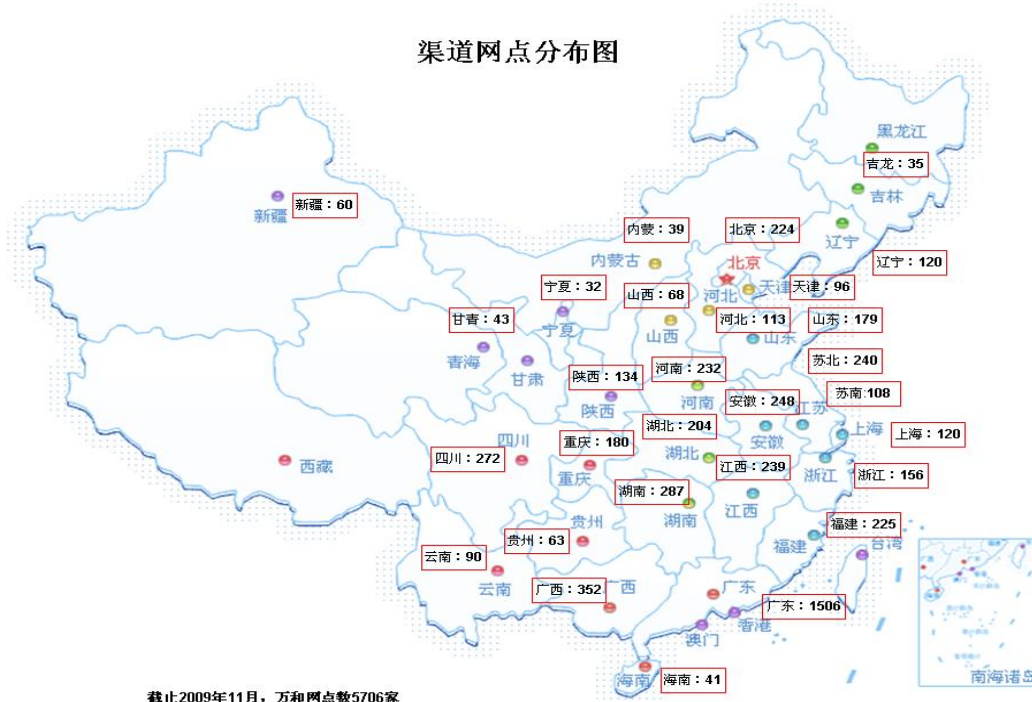 渠道网点分布图
黑龙江
吉龙：35
吉林
新疆：60
新疆
辽宁
内蒙：39
北京：224
内蒙古
北京
辽宁：120
宁夏：32
山西：68
河北
天津
天津：96
甘青：43
宁夏
山西
河北：113
山东：179
山东
青海
甘肃
陕西：134
河南：232
苏北：240
陕西
河南
安徽：248
苏南:108
江苏
四川
重庆：180
湖北：204
安徽
上海
上海：120
西藏
四川：272
重庆
湖北
江西：239
浙江
浙江：156
湖南：287
湖南
江西
贵州
贵州：63
福建
福建：225
台湾
云南：90
云南
广西：352
广西
广东
广东：1506
香港
澳门
海南
海南：41
南海诸岛
截止2009年11月，万和网点数5706家